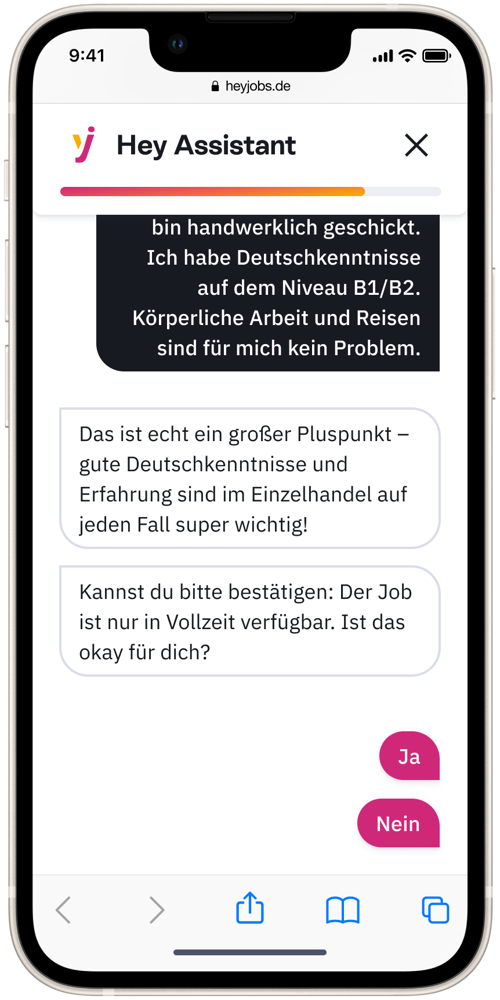 9:41
heyjobs.de
Hey Assistant
bin handwerklich geschickt.
Ich habe Deutschkenntnisse
auf dem Niveau B1/B2.
Körperliche Arbeit und Reisen
sind für mich kein Problem.
Das ist echt ein großer Pluspunkt –
gute Deutschkenntnisse und
Erfahrung sind im Einzelhandel auf
jeden Fall super wichtig!
Kannst du bitte bestätigen: Der Job
ist nur in Vollzeit verfügbar. Ist das
okay für dich?
Ja
Nein